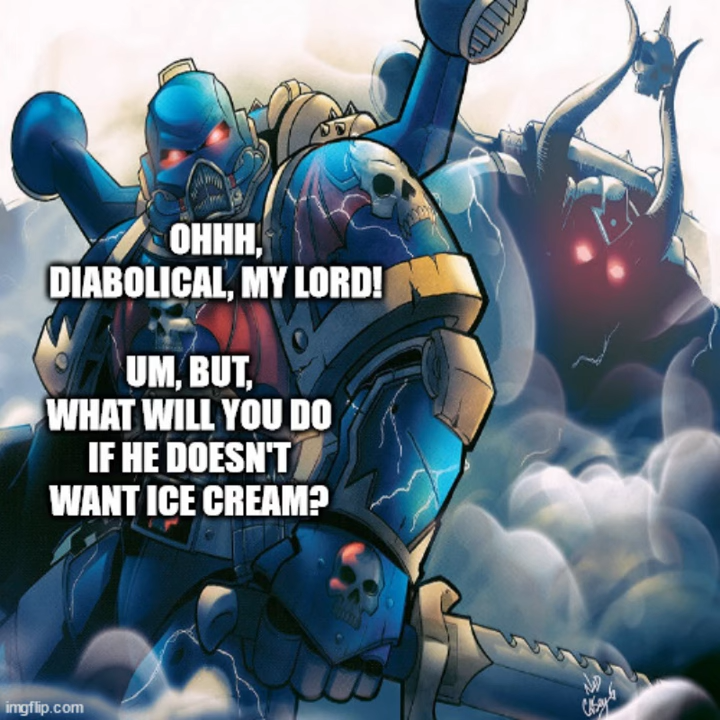 OHHH,
DIABOLICAL, MY LORD!
UM, BUT,
WHAT WILL YOU DO
IF HE DOESN'T
WANT ICE CREAM?
imgflip.com